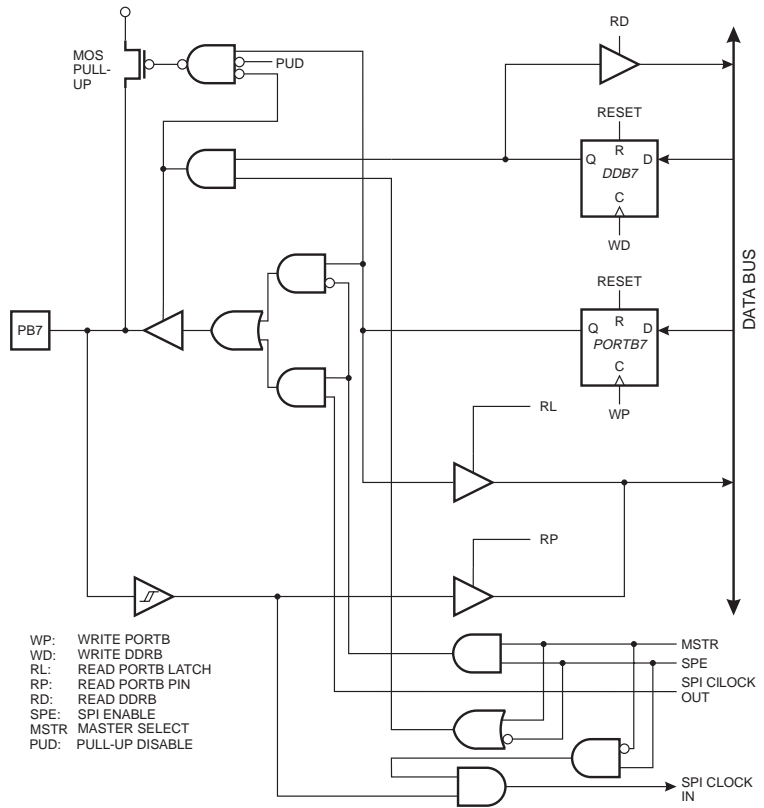 RD
MOS
PULL-
UP
PUD
RESET
R
Q
D
DDB7
C
WD
RESET
R
Q
D
PORTB7
C
WP
DATA BUS
PB7
RL
RP
MSTR
SPE
SPI CILOCK
OUT
SPI CLOCK
IN
WP: WRITE PORTB
WD: WRITE DDRB
RL: READ PORTB LATCH
RP: READ PORTB PIN
RD: READ DDRB
SPE: SPI ENABLE
MSTR MASTER SELECT
PUD: PULL-UP DISABLE